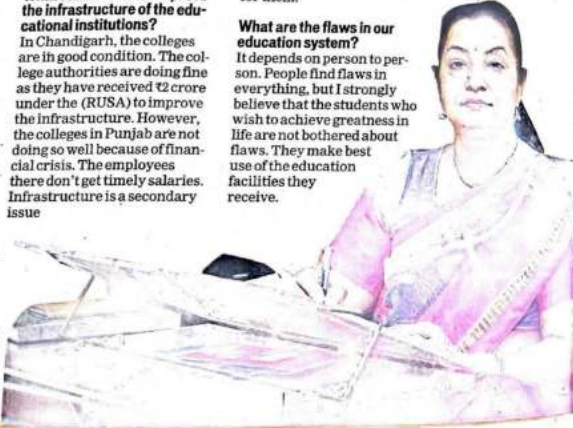 the infrastructure of the edu-
cational institutions?
In Chandigarh, the colleges
are in good condition. The col-
lege authorities are doing fine
as they have received ₹2 crore
under the (RUSA) to improve
the infrastructure. However,
the colleges in Punjab are not
doing so well because of finan-
cial crisis. The employees
there don't get timely salaries.
Infrastructure is a secondary
issue
What are the flaws in our
education system?
It depends on person to per-
son. People find flaws in
everything, but I strongly
believe that the students who
wish to achieve greatness in
life are not bothered about
flaws. They make best
use of the education
facilities they
receive.